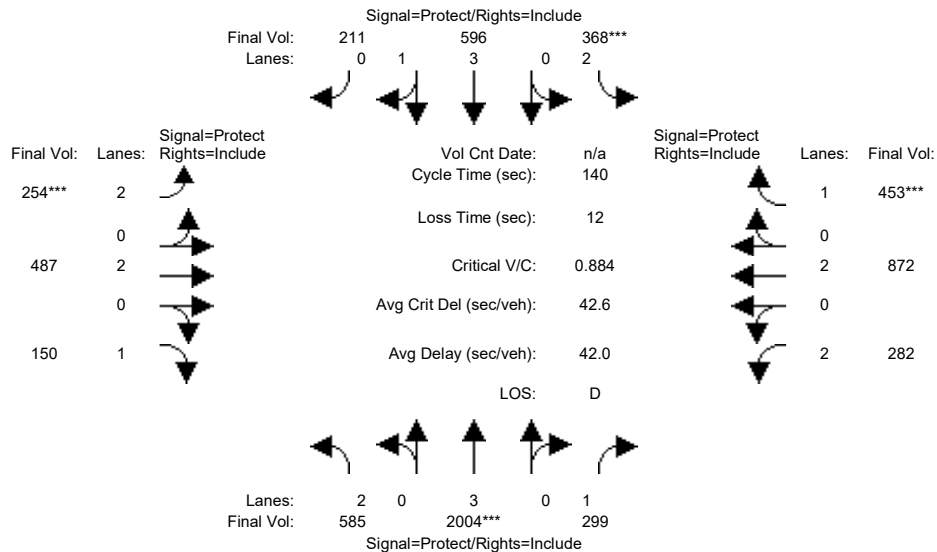 Signal=Protect/Rights=Include
Final Vol: 211 596 368***
Lanes: 0 1 3 0 2
Signal=Protect Signal=Protect
Final Vol: Lanes: Rights=Include Vol Cnt Date: n/a Rights=Include Lanes: Final Vol:
Cycle Time (sec): 140
254*** 2 1 453***
Loss Time (sec): 12
0 0
487 2 Critical V/C: 0.884 2 872
0 Avg Crit Del (sec/veh): 42.6 0
150 1 Avg Delay (sec/veh): 42.0 2 282
LOS: D
Lanes: 2 0 3 0 1
Final Vol: 585 2004*** 299
Signal=Protect/Rights=Include